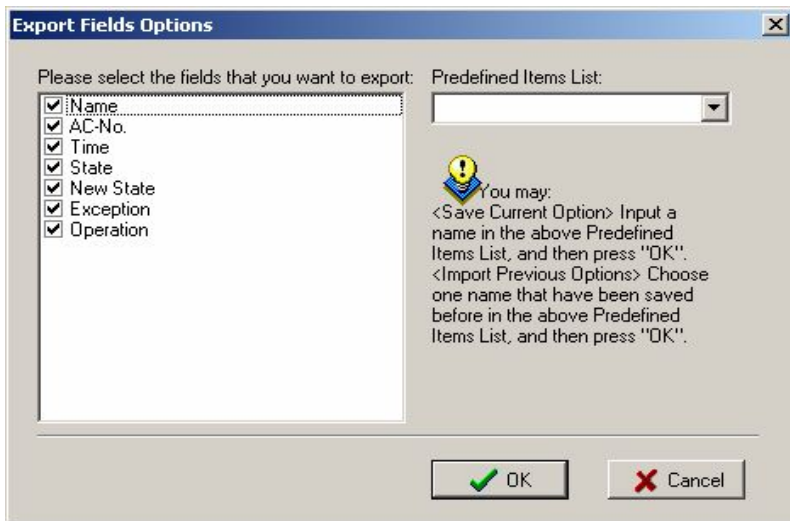 Export Fields Options
Please select the fields that you want to export:
Name
AC-No.
Time
State
New State
Exception
Operation
Predefined Items List:
You may:
<Save Current Option> Input a
name in the above Predefined
Items List, and then press "OK".
<Import Previous Options> Choose
one name that have been saved
before in the above Predefined
Items List, and then press "OK".
OK
Cancel